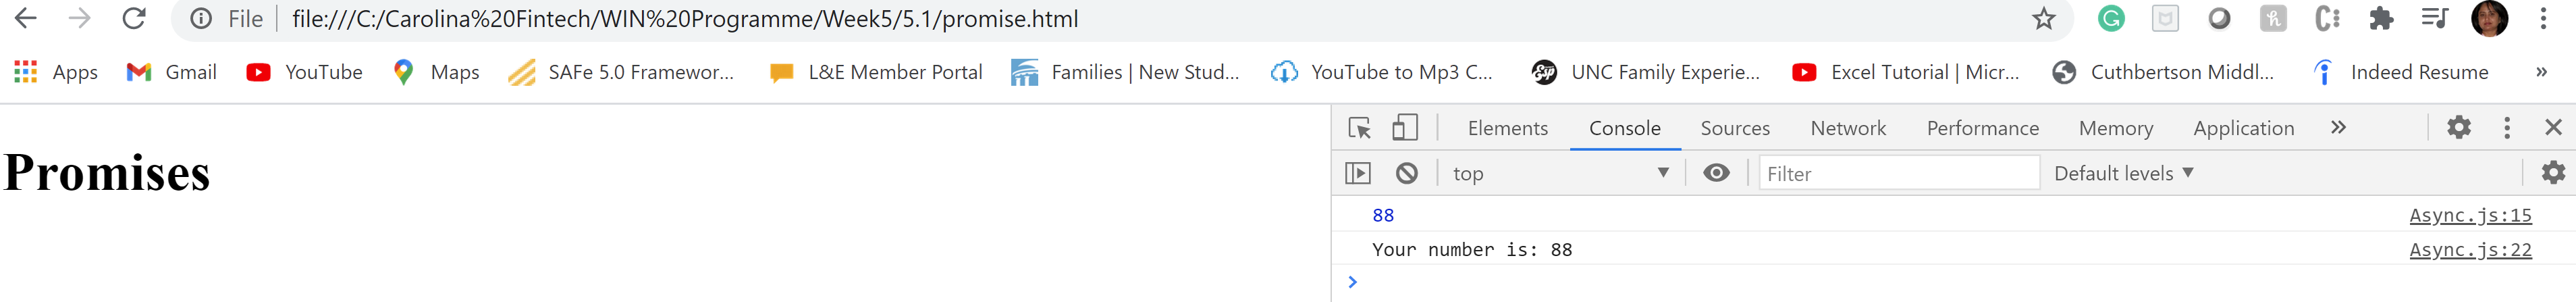 File file:///C:/Carolina%20Fintech/WIN%20Programme/Week5/5.1/promise.html
Apps Gmail YouTube Maps SAFe 5.0 Framewor... L&E Member Portal Families | New Stud... YouTube to Mp3 C... UNC Family Experie... Excel Tutorial | Micr... Cuthbertson Middl... Indeed Resume »
Promises
Elements Console Sources Network Performance Memory Application »
top Filter Default levels
88 Async.js:15
Your number is: 88 Async.js:22